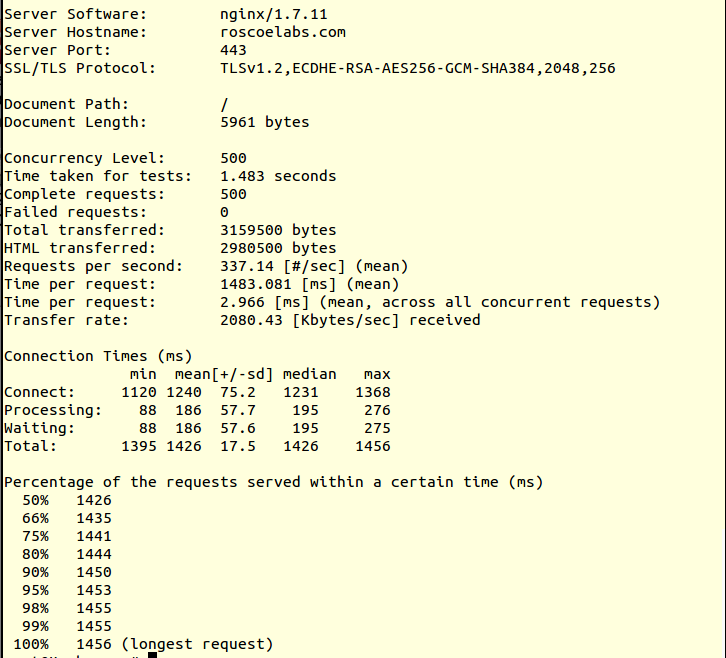 Server Software:        nginx/1.7.11
Server Hostname:        roscoelabs.com
Server Port:            443
SSL/TLS Protocol:       TLSv1.2,ECDHE-RSA-AES256-GCM-SHA384,2048,256
Document Path:          /
Document Length:        5961 bytes
Concurrency Level:      500
Time taken for tests:   1.483 seconds
Complete requests:      500
Failed requests:        0
Total transferred:      3159500 bytes
HTML transferred:       2980500 bytes
Requests per second:    337.14 [#/sec] (mean)
Time per request:       1483.081 [ms] (mean)
Time per request:       2.966 [ms] (mean, across all concurrent requests)
Transfer rate:          2080.43 [Kbytes/sec] received
Connection Times (ms)
              min  mean[+/-sd] median   max
Connect:     1120 1240  75.2   1231    1368
Processing:    88  186  57.7    195     276
Waiting:       88  186  57.6    195     275
Total:       1395 1426  17.5   1426    1456
Percentage of the requests served within a certain time (ms)
  50%   1426
  66%   1435
  75%   1441
  80%   1444
  90%   1450
  95%   1453
  98%   1455
  99%   1455
 100%   1456 (longest request)